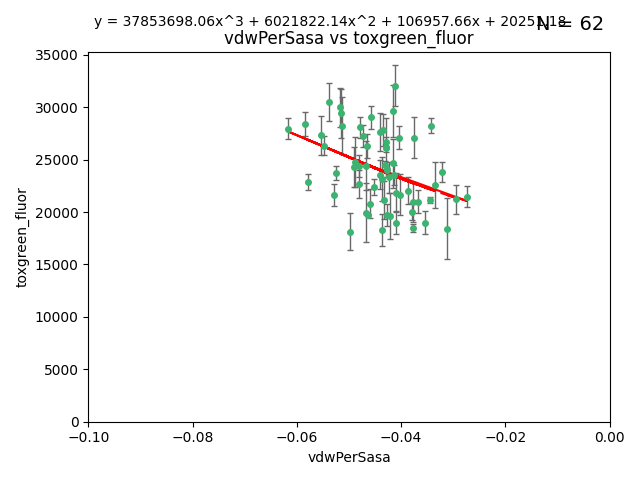 y = 37853698.06x^3 + 6021822.14x^2 + 106957.66x + 20251.18
N = 62
vdwPerSasa vs toxgreen_fluor
35000
30000
25000
20000
15000
10000
5000
0
toxgreen_fluor
−0.10
−0.08
−0.06
−0.04
−0.02
0.00
vdwPerSasa